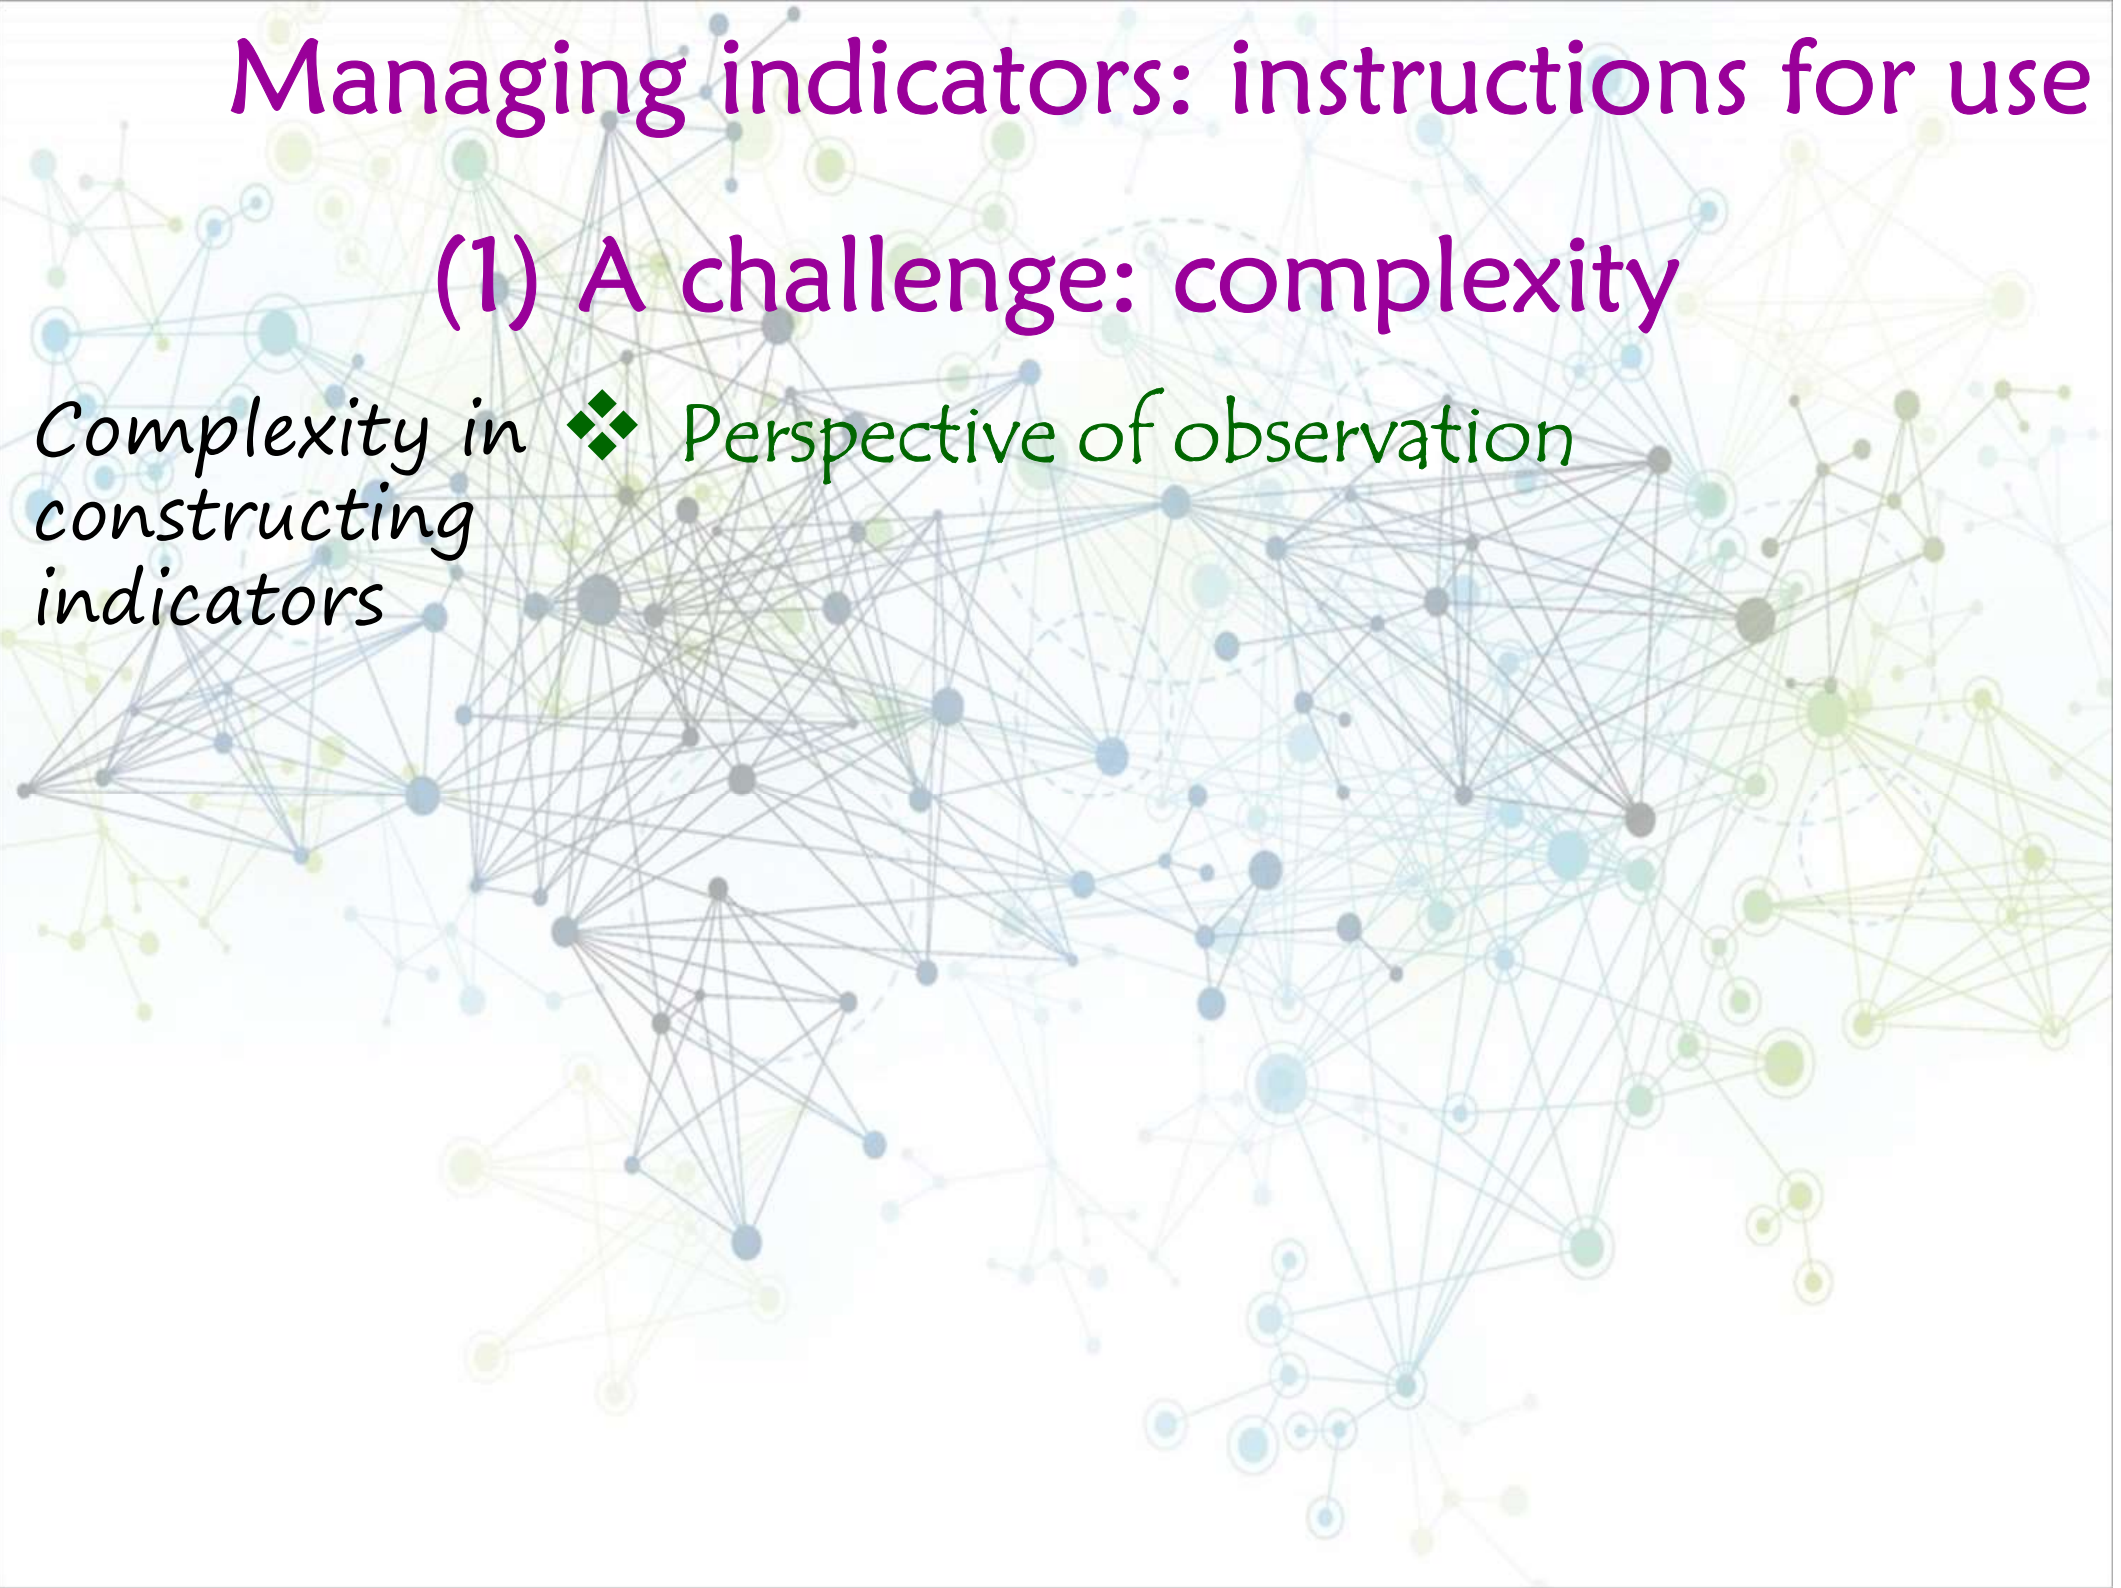 Managing indicators: instructions for use
(1) A challenge: complexity
Complexity in
constructing
indicators
❖ Perspective of observation